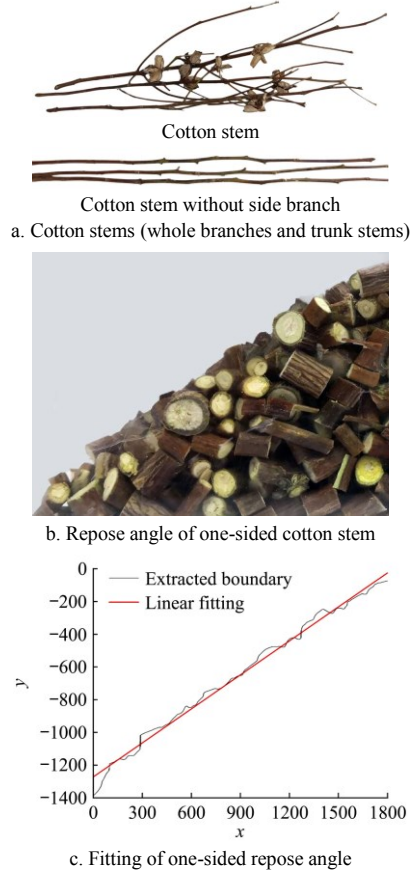 Cotton stem
Cotton stem without side branch
a. Cotton stems (whole branches and trunk stems)
b. Repose angle of one-sided cotton stem
0
−200
−400
−600
−800
−1000
−1200
−1400
y
Extracted boundary
Linear fitting
0 300 600 900 1200 1500 1800
x
c. Fitting of one-sided repose angle